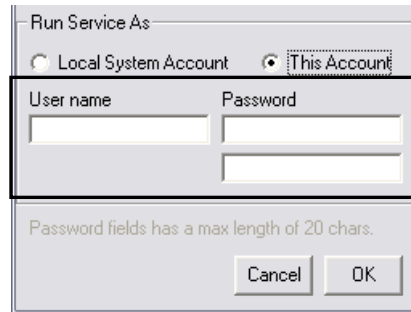 Run Service As
Local System Account This Account
User name Password
Password fields has a max length of 20 chars.
Cancel OK